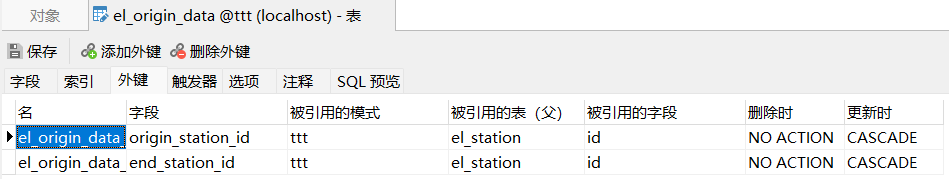 对象 el_origin_data @ttt (localhost) - 表
保存 添加外键 删除外键
字段 索引 外键 触发器 选项 注释 SQL 预览
名 字段 被引用的模式 被引用的表（父） 被引用的字段 删除时 更新时
el_origin_data_ origin_station_id ttt el_station id NO ACTION CASCADE
el_origin_data_ end_station_id ttt el_station id NO ACTION CASCADE